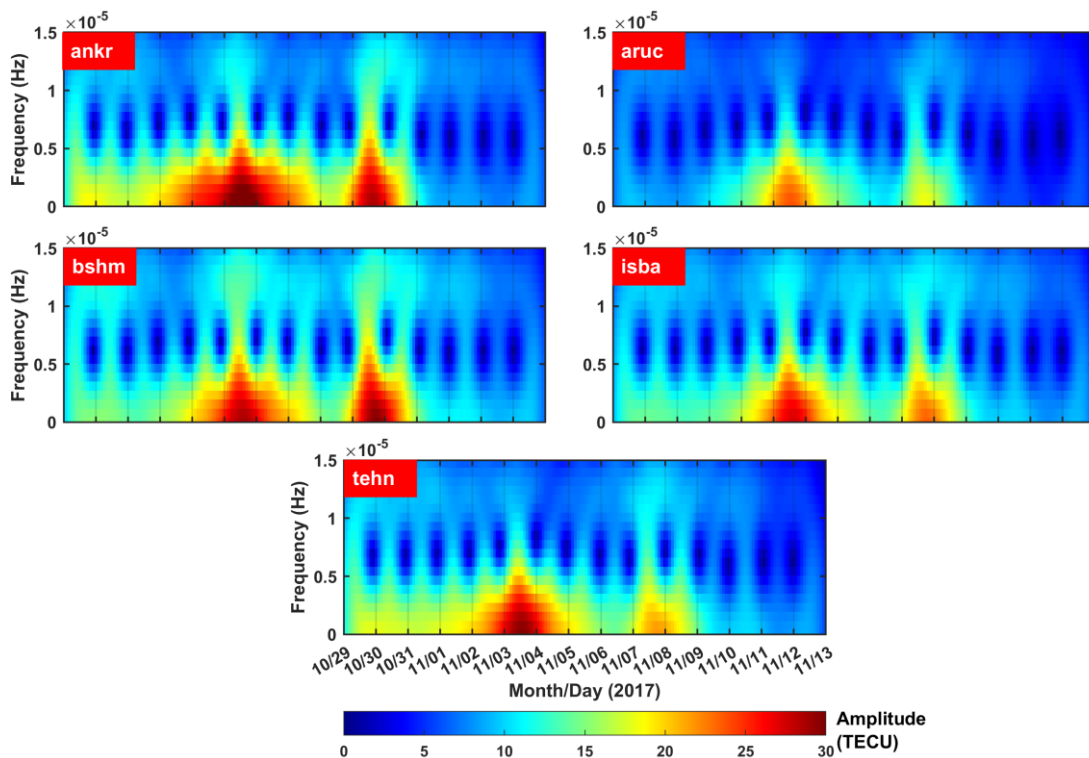 ×10⁻⁵ ×10⁻⁵
1.5 ankr 1.5 aruc
Frequency (Hz) 1 1
0.5 0.5
0 0
×10⁻⁵ ×10⁻⁵
1.5 bshm 1.5 isba
Frequency (Hz) 1 1
0.5 0.5
0 0
×10⁻⁵
1.5 tehn
Frequency (Hz) 1
0.5
0
10/29 10/30 10/31 11/01 11/02 11/03 11/04 11/05 11/06 11/07 11/08 11/09 11/10 11/11 11/12 11/13
Month/Day (2017)
Amplitude
(TECU)
0 5 10 15 20 25 30